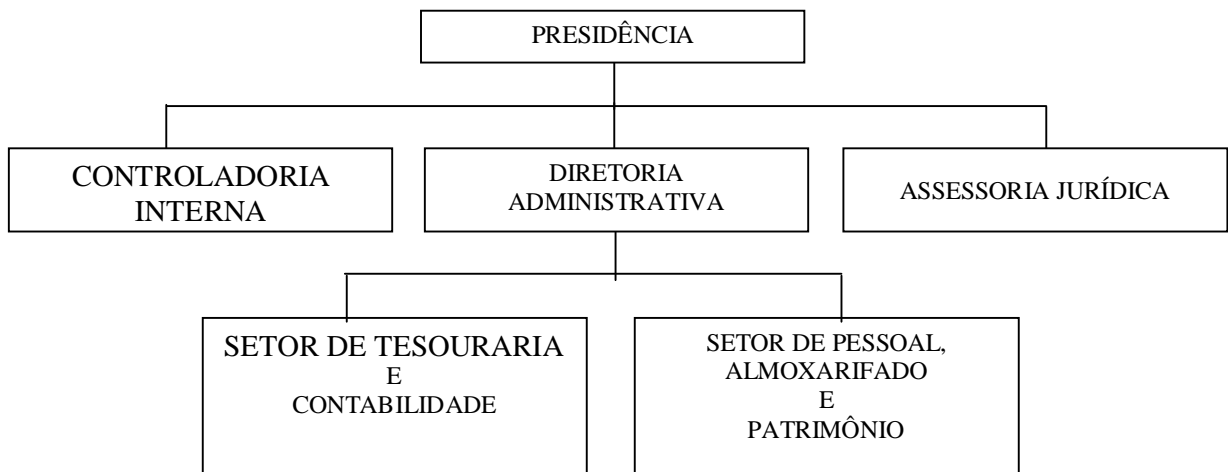 PRESIDÊNCIA
CONTROLADORIA
INTERNA
DIRETORIA
ADMINISTRATIVA
ASSESSORIA JURÍDICA
SETOR DE TESOURARIA
E
CONTABILIDADE
SETOR DE PESSOAL,
ALMOXARIFADO
E
PATRIMÔNIO